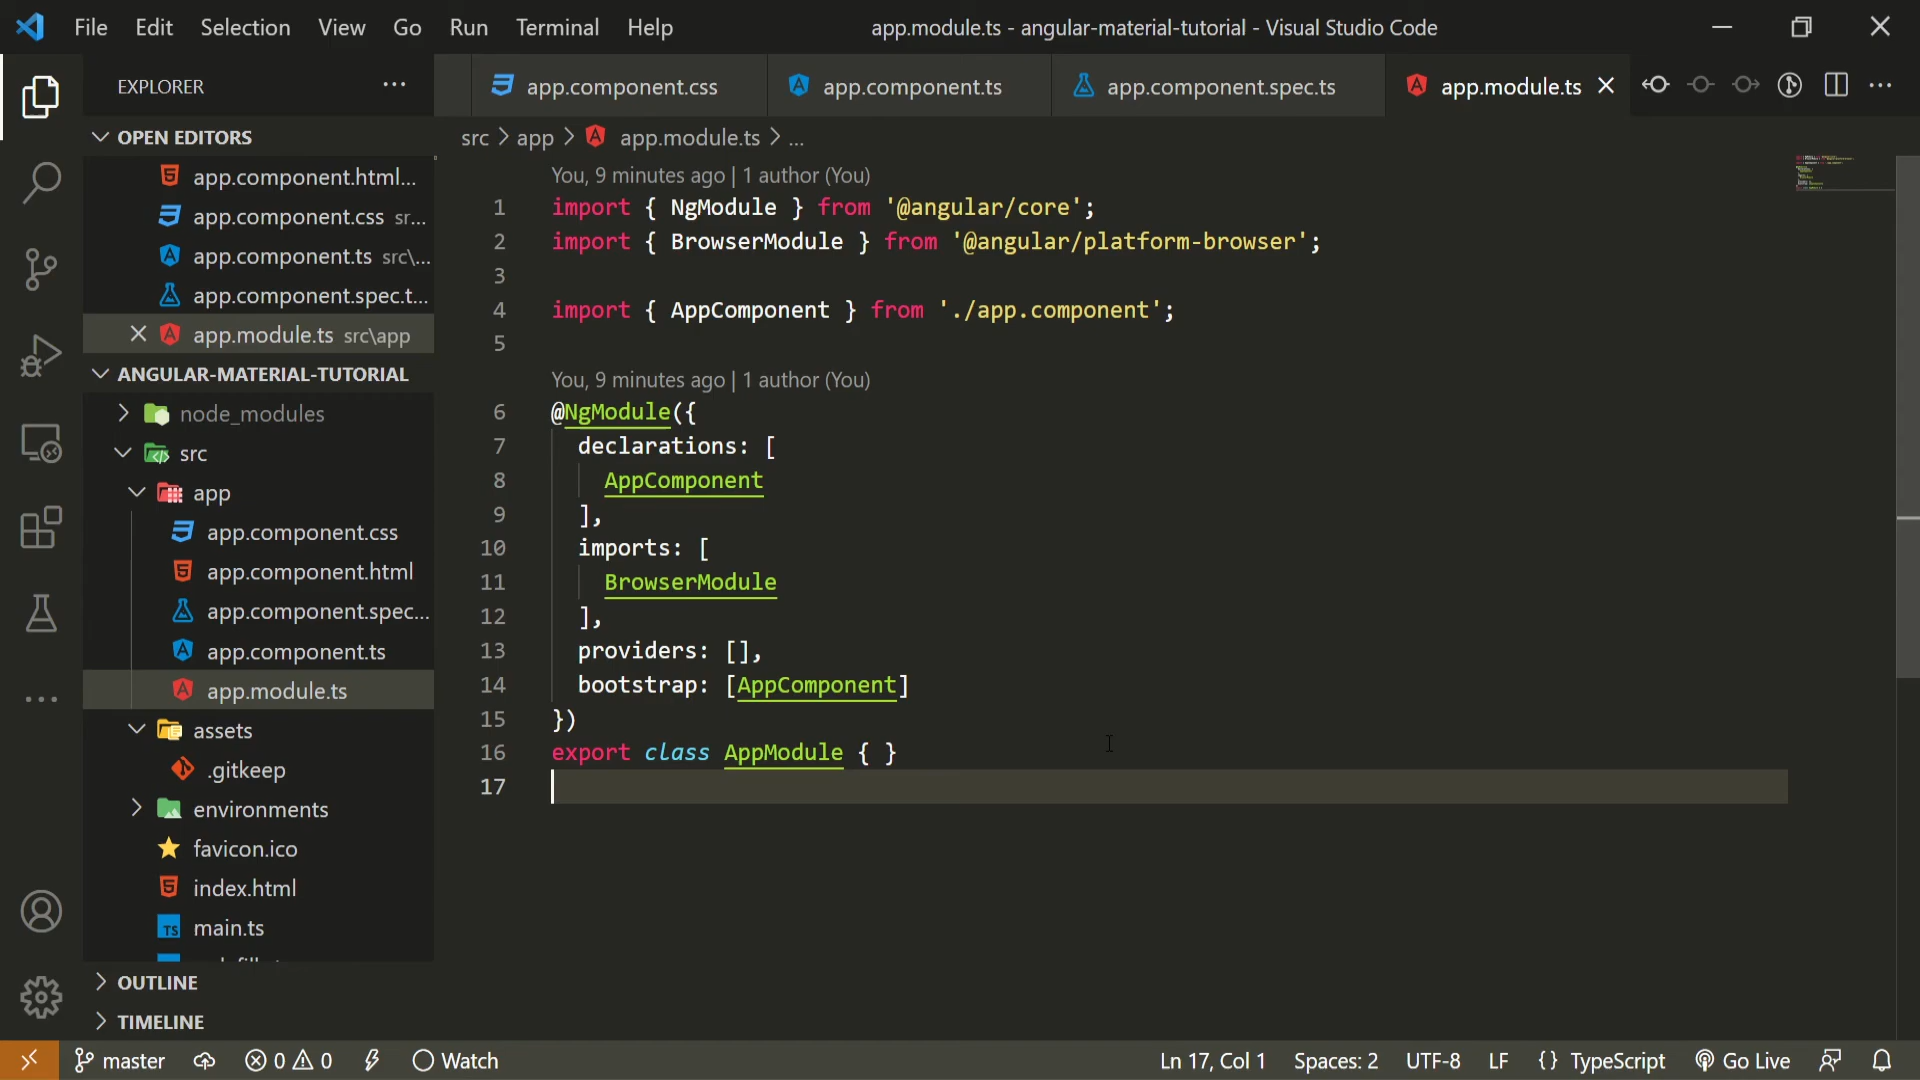 File Edit Selection View Go Run Terminal Help
app.module.ts - angular-material-tutorial - Visual Studio Code
EXPLORER
OPEN EDITORS
app.component.html...
app.component.css sr...
app.component.ts src\...
app.component.spec.t...
app.module.ts src\app
ANGULAR-MATERIAL-TUTORIAL
node_modules
src
app
app.component.css
app.component.html
app.component.spec...
app.component.ts
app.module.ts
assets
.gitkeep
environments
favicon.ico
index.html
TS main.ts
OUTLINE
TIMELINE
app.component.css app.component.ts app.component.spec.ts app.module.ts
src > app > app.module.ts > ...
You, 9 minutes ago | 1 author (You)
1 import { NgModule } from '@angular/core';
2 import { BrowserModule } from '@angular/platform-browser';
3
4 import { AppComponent } from './app.component';
5
You, 9 minutes ago | 1 author (You)
6 @NgModule({
7 declarations: [
8 AppComponent
9 ],
10 imports: [
11 BrowserModule
12 ],
13 providers: [],
14 bootstrap: [AppComponent]
15 })
16 export class AppModule { }
17
master 0 0 Watch Ln 17, Col 1 Spaces: 2 UTF-8 LF {} TypeScript Go Live